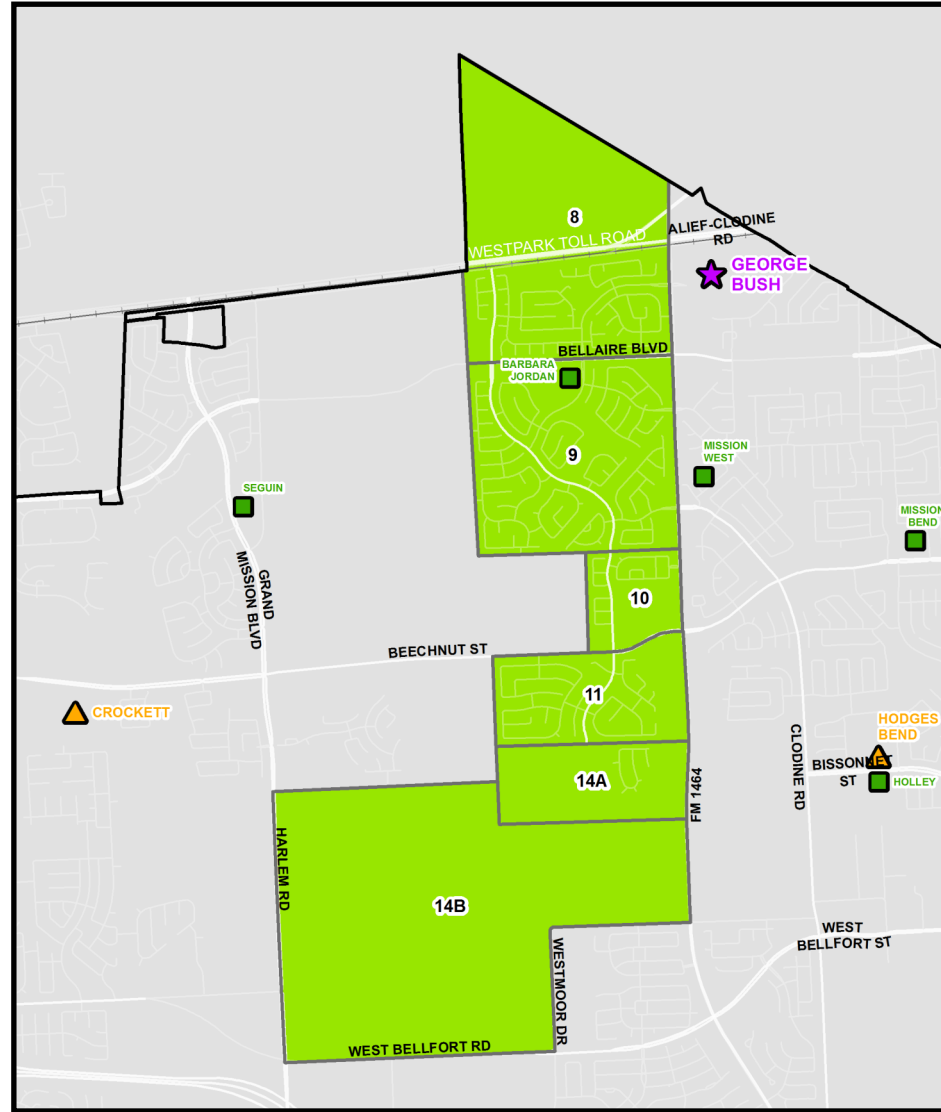 8
ALIEF-CLODINE
RD
WESTPARK TOLL ROAD
GEORGE
BUSH
BELLAIRE BLVD
BARBARA
JORDAN
MISSION
WEST
9
SEGUIN
MISSION
BEND
GRAND
MISSION BLVD
10
BEECHNUT ST
11
CROCKETT
HODGES
BEND
CLODINE RD
BISSONNET
ST
HOLLEY
14A
FM 1464
HARLEM RD
14B
WEST
BELLFORT ST
WESTMOOR DR
WEST BELLFORT RD